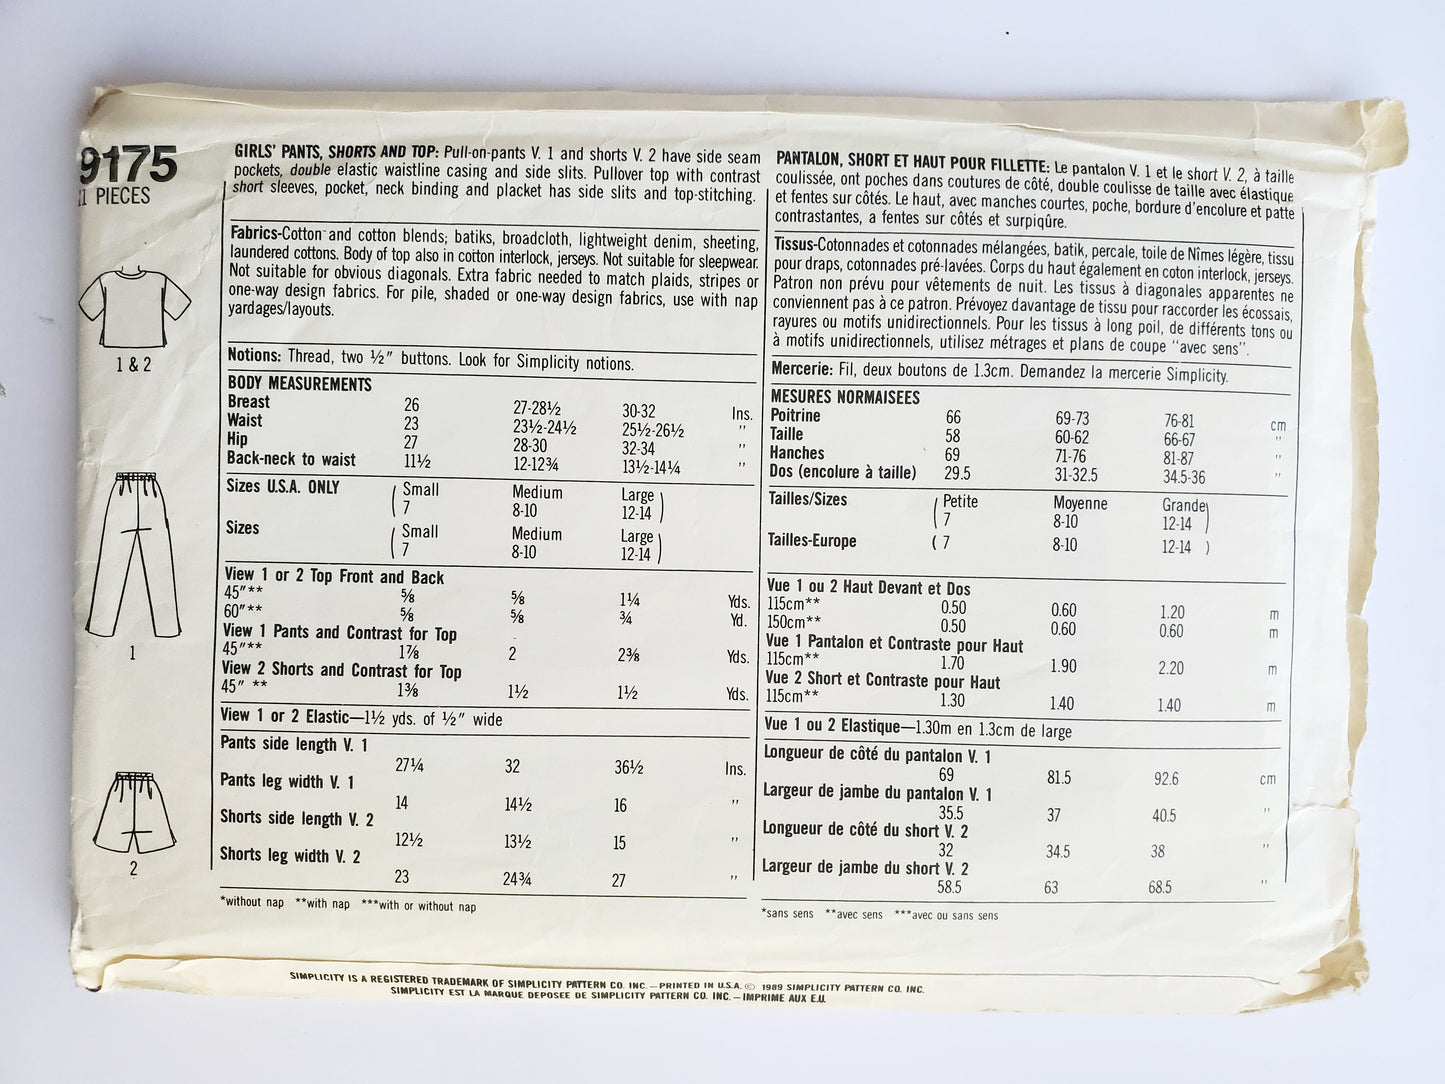 9175
11 PIECES
1 & 2
1
2
GIRLS' PANTS, SHORTS AND TOP: Pull-on-pants V. 1 and shorts V. 2 have side seam
pockets, double elastic waistline casing and side slits. Pullover top with contrast
short sleeves, pocket, neck binding and placket has side slits and top-stitching.
Fabrics-Cotton and cotton blends; batiks, broadcloth, lightweight denim, sheeting,
laundered cottons. Body of top also in cotton interlock, jerseys. Not suitable for sleepwear.
Not suitable for obvious diagonals. Extra fabric needed to match plaids, stripes or
one-way design fabrics. For pile, shaded or one-way design fabrics, use with nap
yardages/layouts.
Notions: Thread, two ½" buttons. Look for Simplicity notions.
BODY MEASUREMENTS
Breast 26 27-28½ 30-32 Ins.
Waist 23 23½-24½ 25½-26½ "
Hip 27 28-30 32-34 "
Back-neck to waist 11½ 12-12¾ 13½-14¼ "
Sizes U.S.A. ONLY ( Small Medium Large )
7 8-10 12-14
Sizes ( Small Medium Large )
7 8-10 12-14
View 1 or 2 Top Front and Back
45"** ⅝ ⅝ 1¼ Yds.
60"** ⅝ ⅝ ¾ Yd.
View 1 Pants and Contrast for Top
45"** 1⅞ 2 2⅜ Yds.
View 2 Shorts and Contrast for Top
45" ** 1⅜ 1½ 1½ Yds.
View 1 or 2 Elastic—1½ yds. of ½" wide
Pants side length V. 1
27¼ 32 36½ Ins.
Pants leg width V. 1
14 14½ 16 "
Shorts side length V. 2
12½ 13½ 15 "
Shorts leg width V. 2
23 24¾ 27 "
*without nap **with nap ***with or without nap
PANTALON, SHORT ET HAUT POUR FILLETTE: Le pantalon V. 1 et le short V. 2, à taille
coulissée, ont poches dans coutures de côté, double coulisse de taille avec élastique
et fentes sur côtés. Le haut, avec manches courtes, poche, bordure d'encolure et patte
contrastantes, a fentes sur côtés et surpiqûre.
Tissus-Cotonnades et cotonnades mélangées, batik, percale, toile de Nîmes légère, tissu
pour draps, cotonnades pré-lavées. Corps du haut également en coton interlock, jerseys.
Patron non prévu pour vêtements de nuit. Les tissus à diagonales apparentes ne
conviennent pas à ce patron. Prévoyez davantage de tissu pour raccorder les écossais,
rayures ou motifs unidirectionnels. Pour les tissus à long poil, de différents tons ou
à motifs unidirectionnels, utilisez métrages et plans de coupe "avec sens".
Mercerie: Fil, deux boutons de 1.3cm. Demandez la mercerie Simplicity.
MESURES NORMAISEES
Poitrine 66 69-73 76-81 cm
Taille 58 60-62 66-67 "
Hanches 69 71-76 81-87 "
Dos (encolure à taille) 29.5 31-32.5 34.5-36 "
Tailles/Sizes ( Petite Moyenne Grande )
7 8-10 12-14
Tailles-Europe ( 7 8-10 12-14 )
Vue 1 ou 2 Haut Devant et Dos
115cm** 0.50 0.60 1.20 m
150cm** 0.50 0.60 0.60 m
Vue 1 Pantalon et Contraste pour Haut
115cm** 1.70 1.90 2.20 m
Vue 2 Short et Contraste pour Haut
115cm** 1.30 1.40 1.40 m
Vue 1 ou 2 Elastique—1.30m en 1.3cm de large
Longueur de côté du pantalon V. 1
69 81.5 92.6 cm
Largeur de jambe du pantalon V. 1
35.5 37 40.5 "
Longueur de côté du short V. 2
32 34.5 38 "
Largeur de jambe du short V. 2
58.5 63 68.5 "
*sans sens **avec sens ***avec ou sans sens
SIMPLICITY IS A REGISTERED TRADEMARK OF SIMPLICITY PATTERN CO. INC.—PRINTED IN U.S.A. © 1989 SIMPLICITY PATTERN CO. INC.
SIMPLICITY EST LA MARQUE DEPOSEE DE SIMPLICITY PATTERN CO. INC.—IMPRIME AUX E.U.